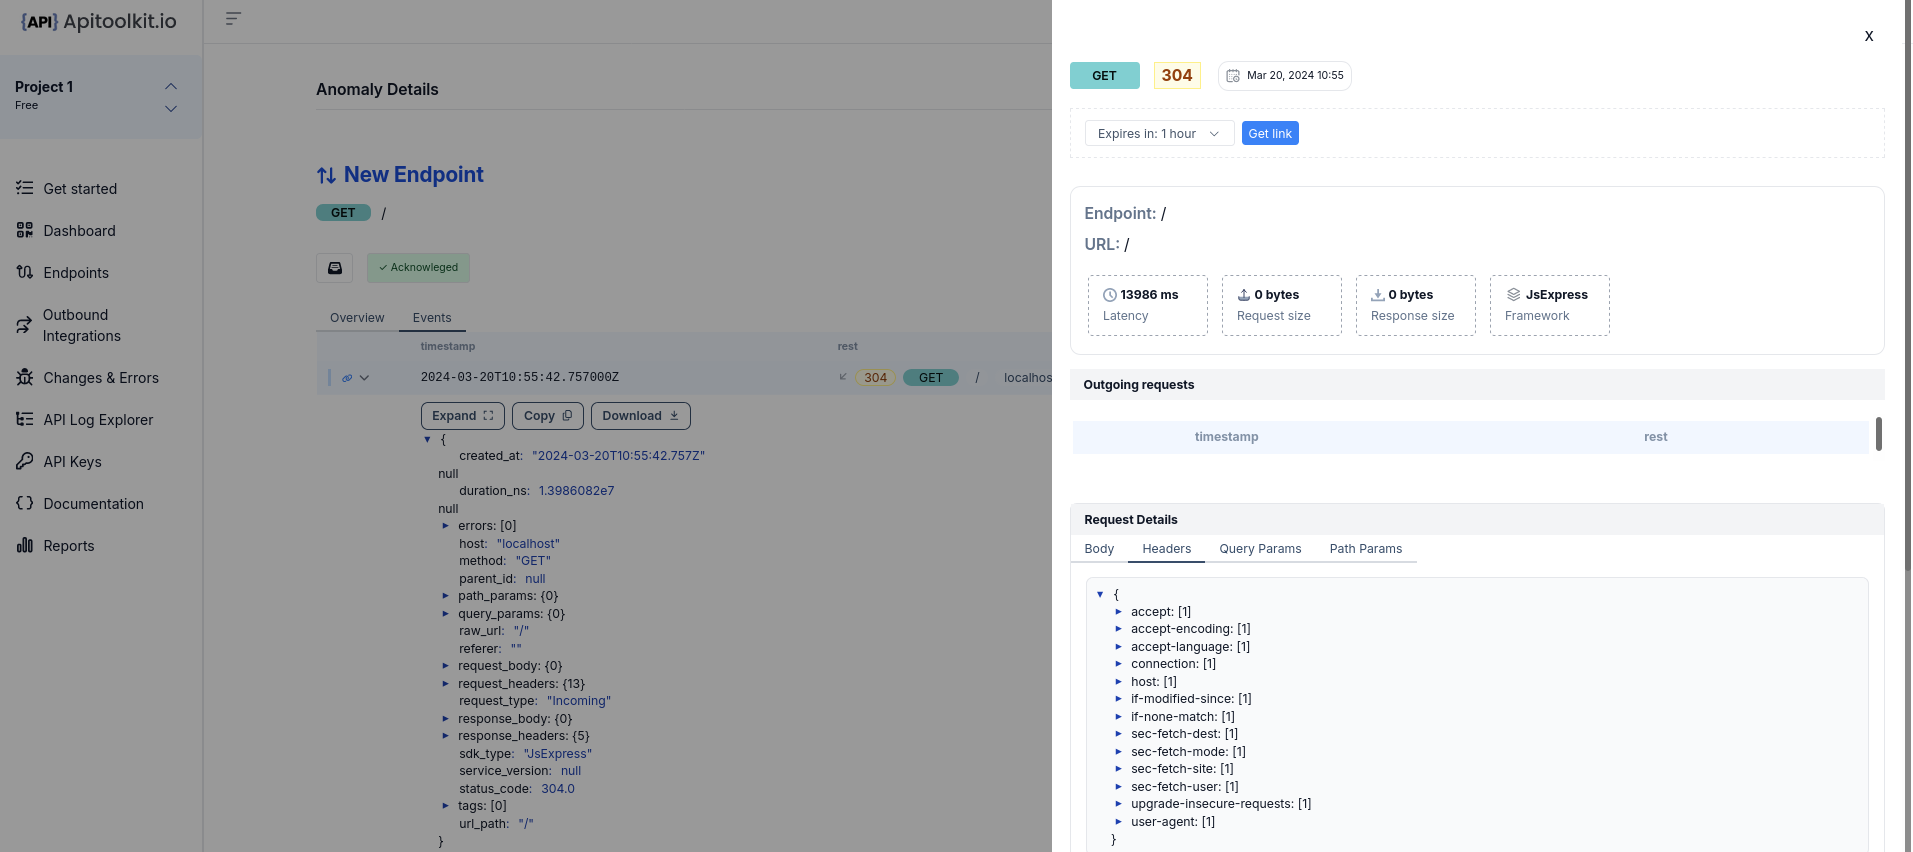 {API} Apitoolkit.io
Project 1
Free
Get started
Dashboard
Endpoints
Outbound
Integrations
Changes & Errors
API Log Explorer
API Keys
Documentation
Reports
Anomaly Details
New Endpoint
GET /
✓ Acknowleged
Overview Events
timestamp rest
2024-03-20T10:55:42.757000Z 304 GET / localhos
Expand Copy Download
{
created_at: "2024-03-20T10:55:42.757Z"
null
duration_ns: 1.3986082e7
null
errors: [0]
host: "localhost"
method: "GET"
parent_id: null
path_params: {0}
query_params: {0}
raw_url: "/"
referer: ""
request_body: {0}
request_headers: {13}
request_type: "Incoming"
response_body: {0}
response_headers: {5}
sdk_type: "JsExpress"
service_version: null
status_code: 304.0
tags: [0]
url_path: "/"
}
X
GET 304 Mar 20, 2024 10:55
Expires in: 1 hour Get link
Endpoint: /
URL: /
13986 ms 0 bytes 0 bytes JsExpress
Latency Request size Response size Framework
Outgoing requests
timestamp rest
Request Details
Body Headers Query Params Path Params
{
accept: [1]
accept-encoding: [1]
accept-language: [1]
connection: [1]
host: [1]
if-modified-since: [1]
if-none-match: [1]
sec-fetch-dest: [1]
sec-fetch-mode: [1]
sec-fetch-site: [1]
sec-fetch-user: [1]
upgrade-insecure-requests: [1]
user-agent: [1]
}